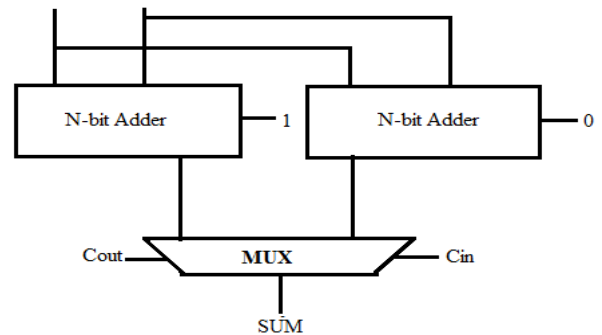 N-bit Adder
1
N-bit Adder
0
Cout
MUX
Cin
SUM